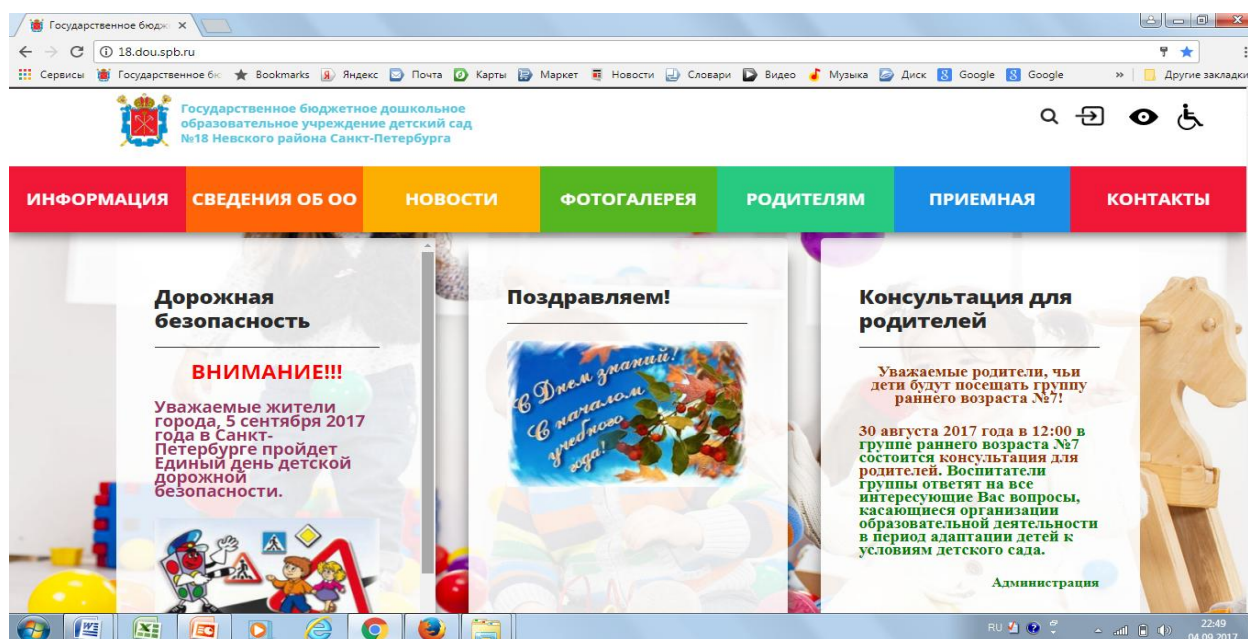 Государственное бюдж
18.dou.spb.ru
Сервисы Государственное бю Bookmarks Яндекс Почта Карты Маркет Новости Словари Видео Музыка Диск Google Google » Другие закладки
Государственное бюджетное дошкольное
образовательное учреждение детский сад
№18 Невского района Санкт-Петербурга
ИНФОРМАЦИЯ СВЕДЕНИЯ ОБ ОО НОВОСТИ ФОТОГАЛЕРЕЯ РОДИТЕЛЯМ ПРИЕМНАЯ КОНТАКТЫ
Дорожная
безопасность
ВНИМАНИЕ!!!
Уважаемые жители
города, 5 сентября 2017
года в Санкт-
Петербурге пройдет
Единый день детской
дорожной
безопасности.
Поздравляем!
С Днем знаний!
С началом
учебного
года!
Консультация для
родителей
Уважаемые родители, чьи
дети будут посещать группу
раннего возраста №7!
30 августа 2017 года в 12:00 в
группе раннего возраста №7
состоится консультация для
родителей. Воспитатели
группы ответят на все
интересующие Вас вопросы,
касающиеся организации
образовательной деятельности
в период адаптации детей к
условиям детского сада.
Администрация
RU
22:49
04.09.2017